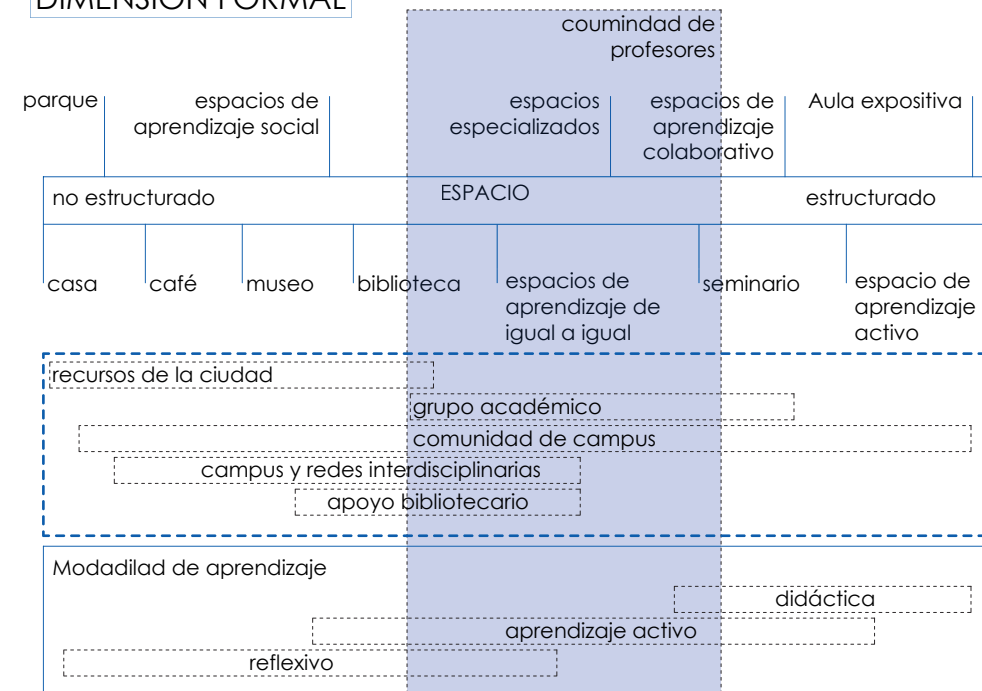 DIMENSIÓN FORMAL
coumindad de
profesores
parque
espacios de
aprendizaje social
espacios
especializados
espacios de
aprendizaje
colaborativo
Aula expositiva
no estructurado
ESPACIO
estructurado
casa
café
museo
biblioteca
espacios de
aprendizaje de
igual a igual
seminario
espacio de
aprendizaje
activo
recursos de la ciudad
grupo académico
comunidad de campus
campus y redes interdisciplinarias
apoyo bibliotecario
Modadilad de aprendizaje
didáctica
aprendizaje activo
reflexivo